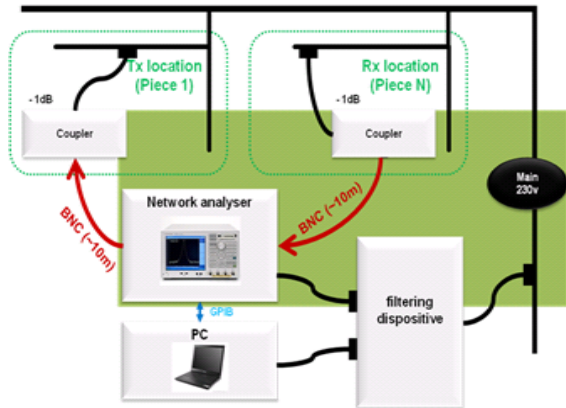 Tx location
(Piece 1)
Rx location
(Piece N)
-1dB
Coupler
-1dB
Coupler
Main
230v
BNC (~10m)
BNC (~10m)
Network analyser
GPIB
PC
filtering
dispositive